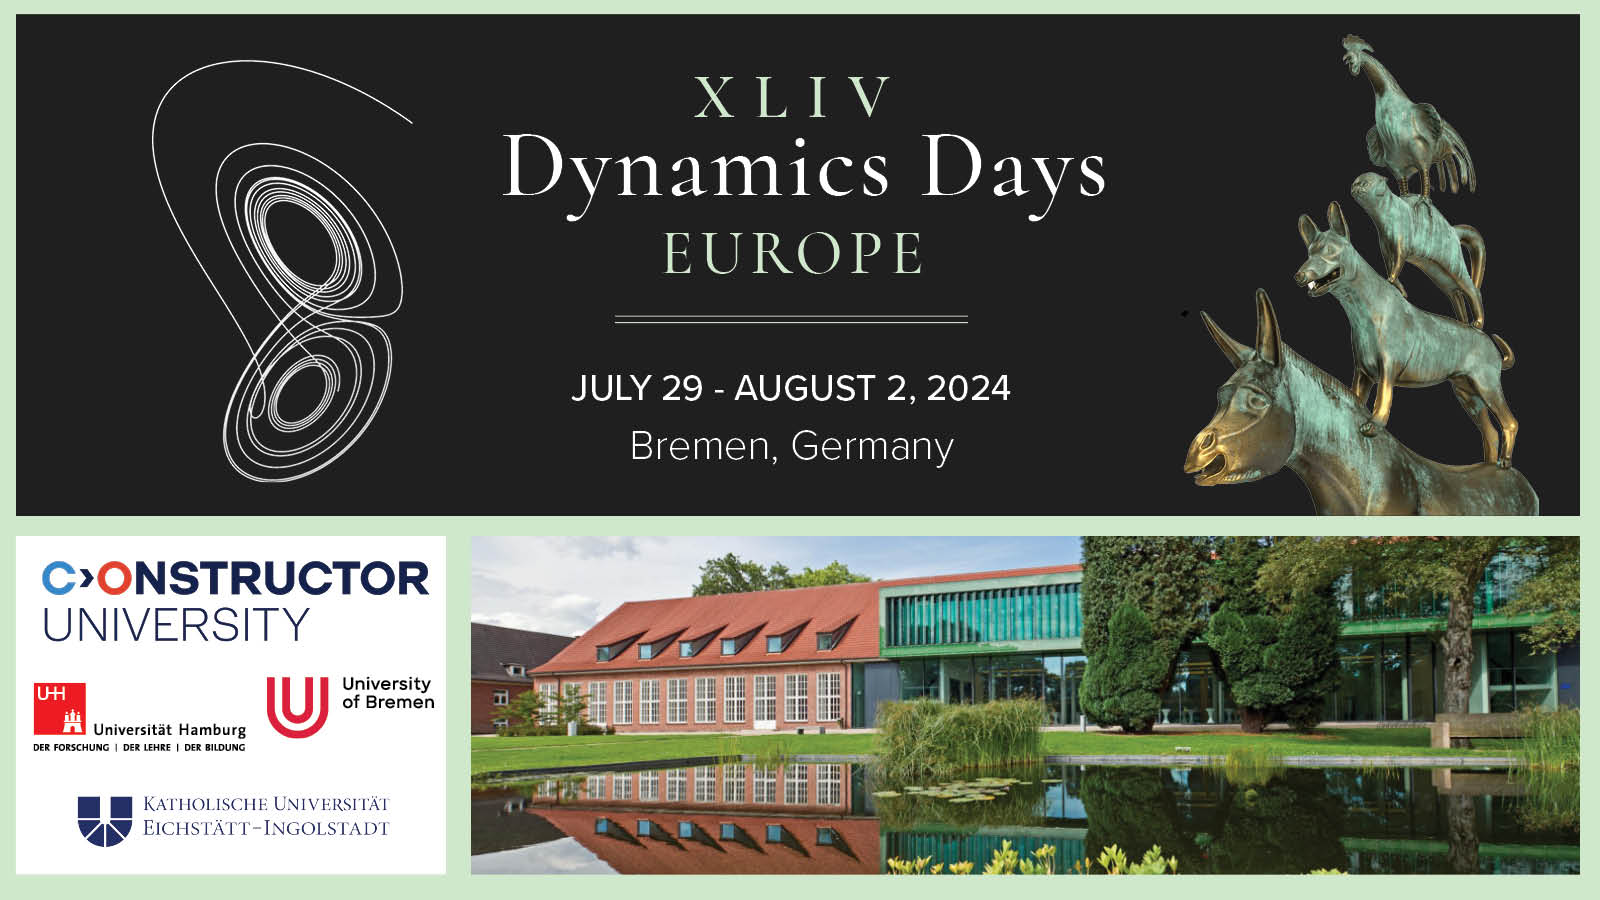 XLIV
Dynamics Days
EUROPE
JULY 29 - AUGUST 2, 2024
Bremen, Germany
C›ONSTRUCTOR
UNIVERSITY
UHH
Universität Hamburg
DER FORSCHUNG | DER LEHRE | DER BILDUNG
University
of Bremen
KATHOLISCHE UNIVERSITÄT
EICHSTÄTT-INGOLSTADT